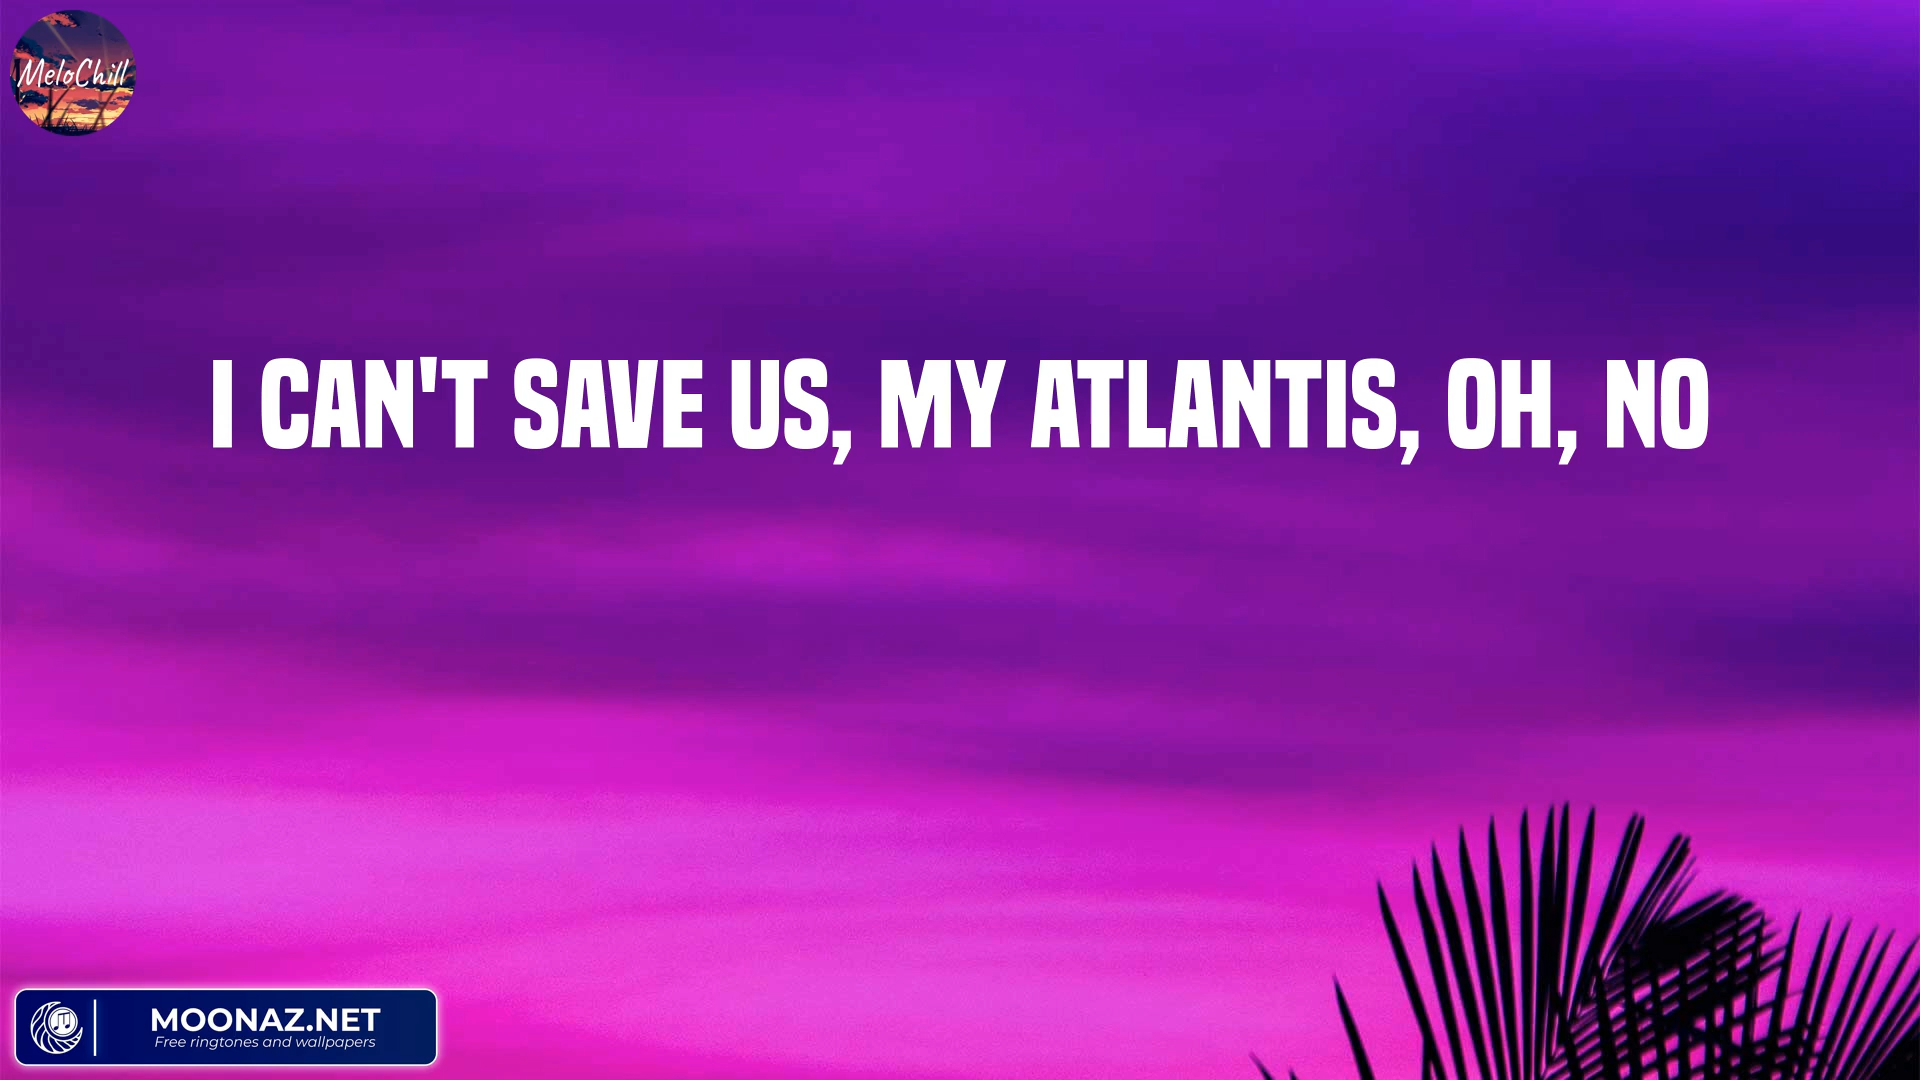 MeloChill
I CAN'T SAVE US, MY ATLANTIS, OH, NO
MOONAZ.NET
Free ringtones and wallpapers